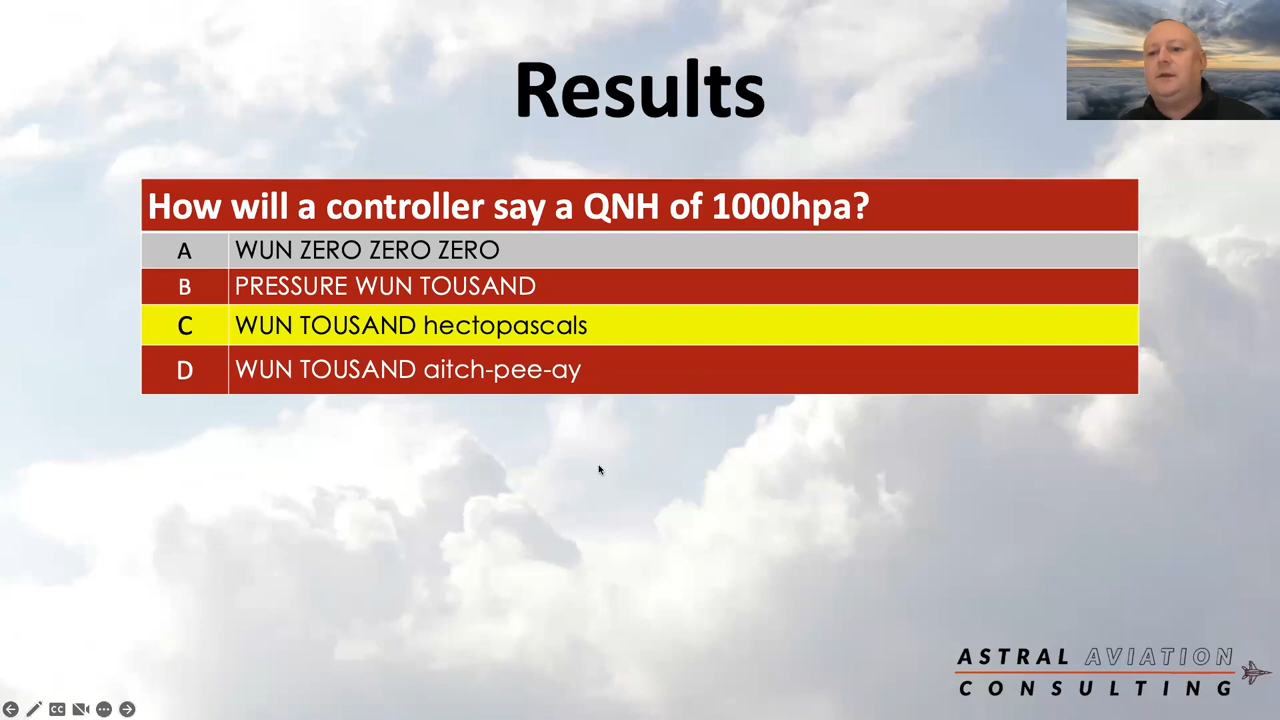 Results
How will a controller say a QNH of 1000hpa?
A WUN ZERO ZERO ZERO
B PRESSURE WUN TOUSAND
C WUN TOUSAND hectopascals
D WUN TOUSAND aitch-pee-ay
ASTRAL AVIATION
CONSULTING
CC